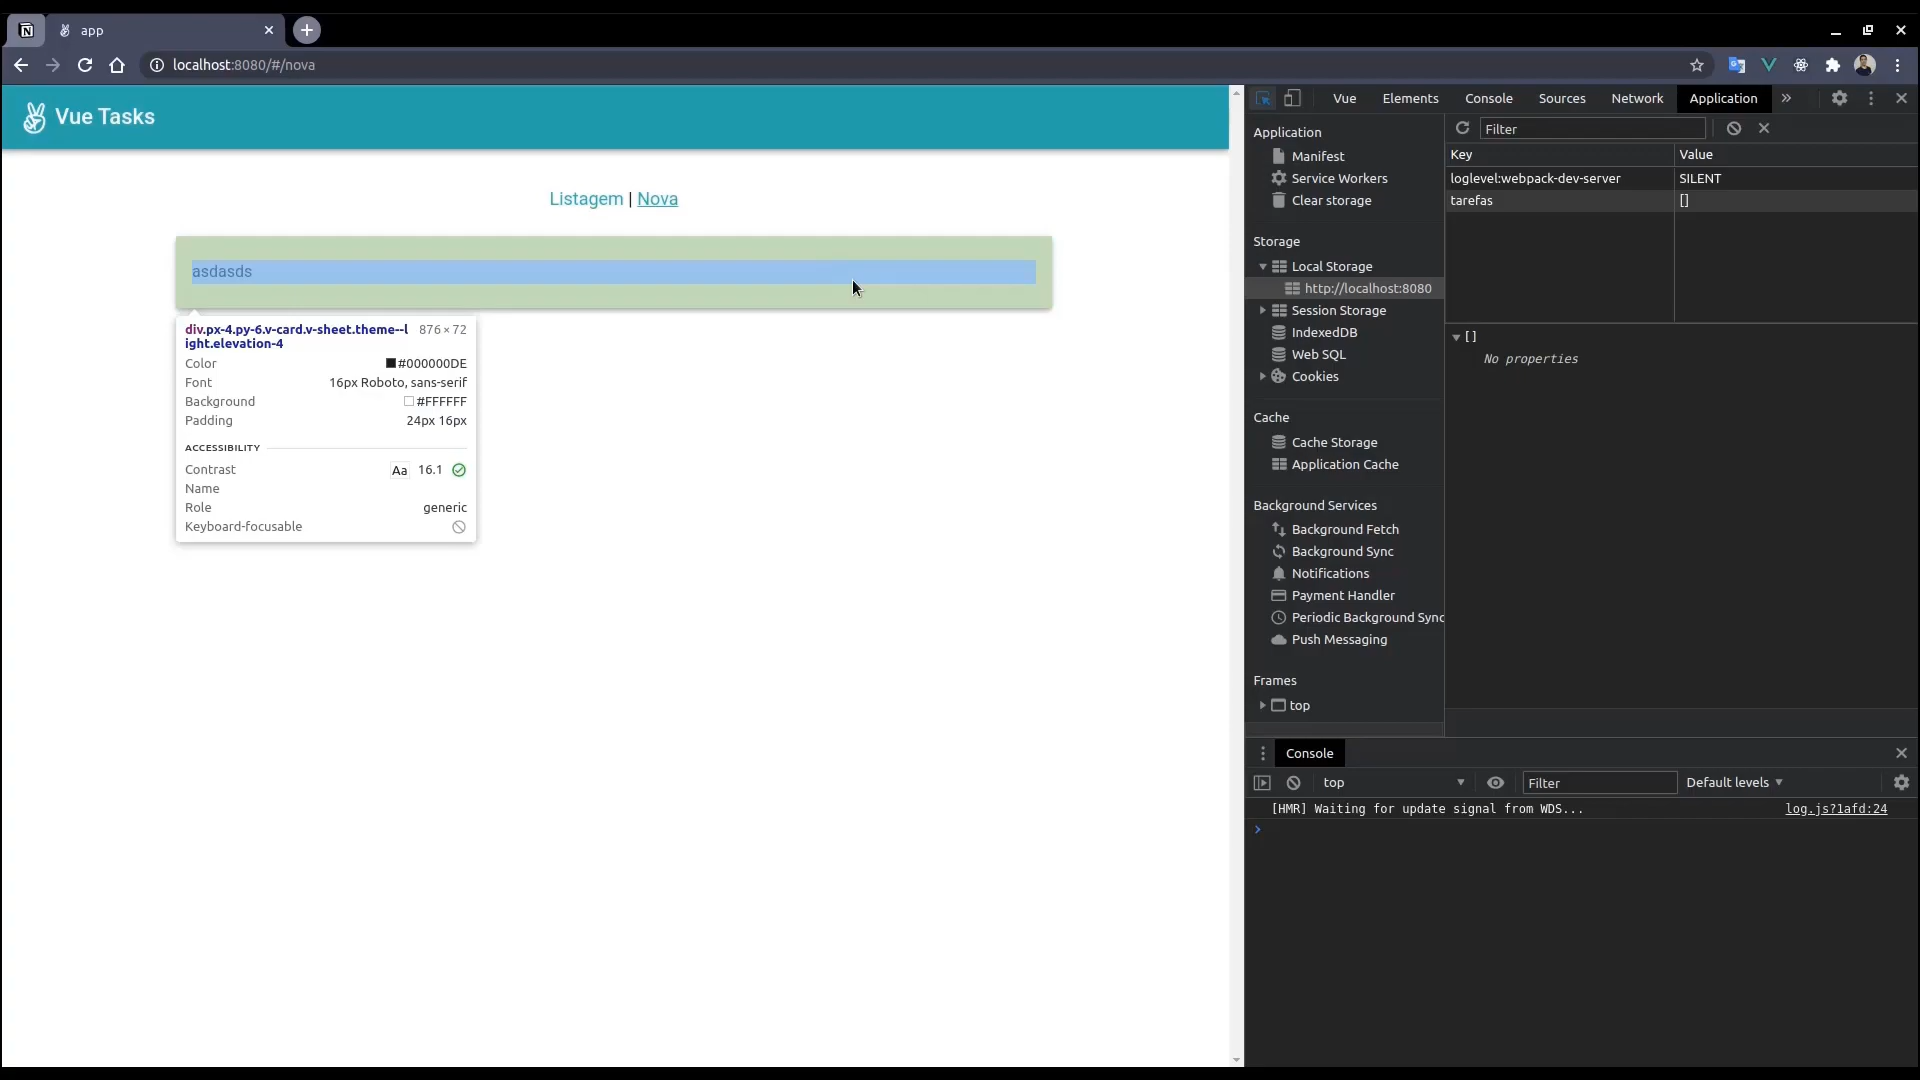 app
localhost:8080/#/nova
Vue Tasks
Listagem | Nova
asdasds
div.px-4.py-6.v-card.v-sheet.theme--l 876 × 72
ight.elevation-4
Color #000000DE
Font 16px Roboto, sans-serif
Background #FFFFFF
Padding 24px 16px
ACCESSIBILITY
Contrast Aa 16.1
Name
Role generic
Keyboard-focusable
Vue Elements Console Sources Network Application
Application
Manifest
Service Workers
Clear storage
Storage
Local Storage
http://localhost:8080
Session Storage
IndexedDB
Web SQL
Cookies
Cache
Cache Storage
Application Cache
Background Services
Background Fetch
Background Sync
Notifications
Payment Handler
Periodic Background Sync
Push Messaging
Frames
top
Filter
Key Value
loglevel:webpack-dev-server SILENT
tarefas []
[]
No properties
Console
top Filter Default levels
[HMR] Waiting for update signal from WDS... log.js?1afd:24